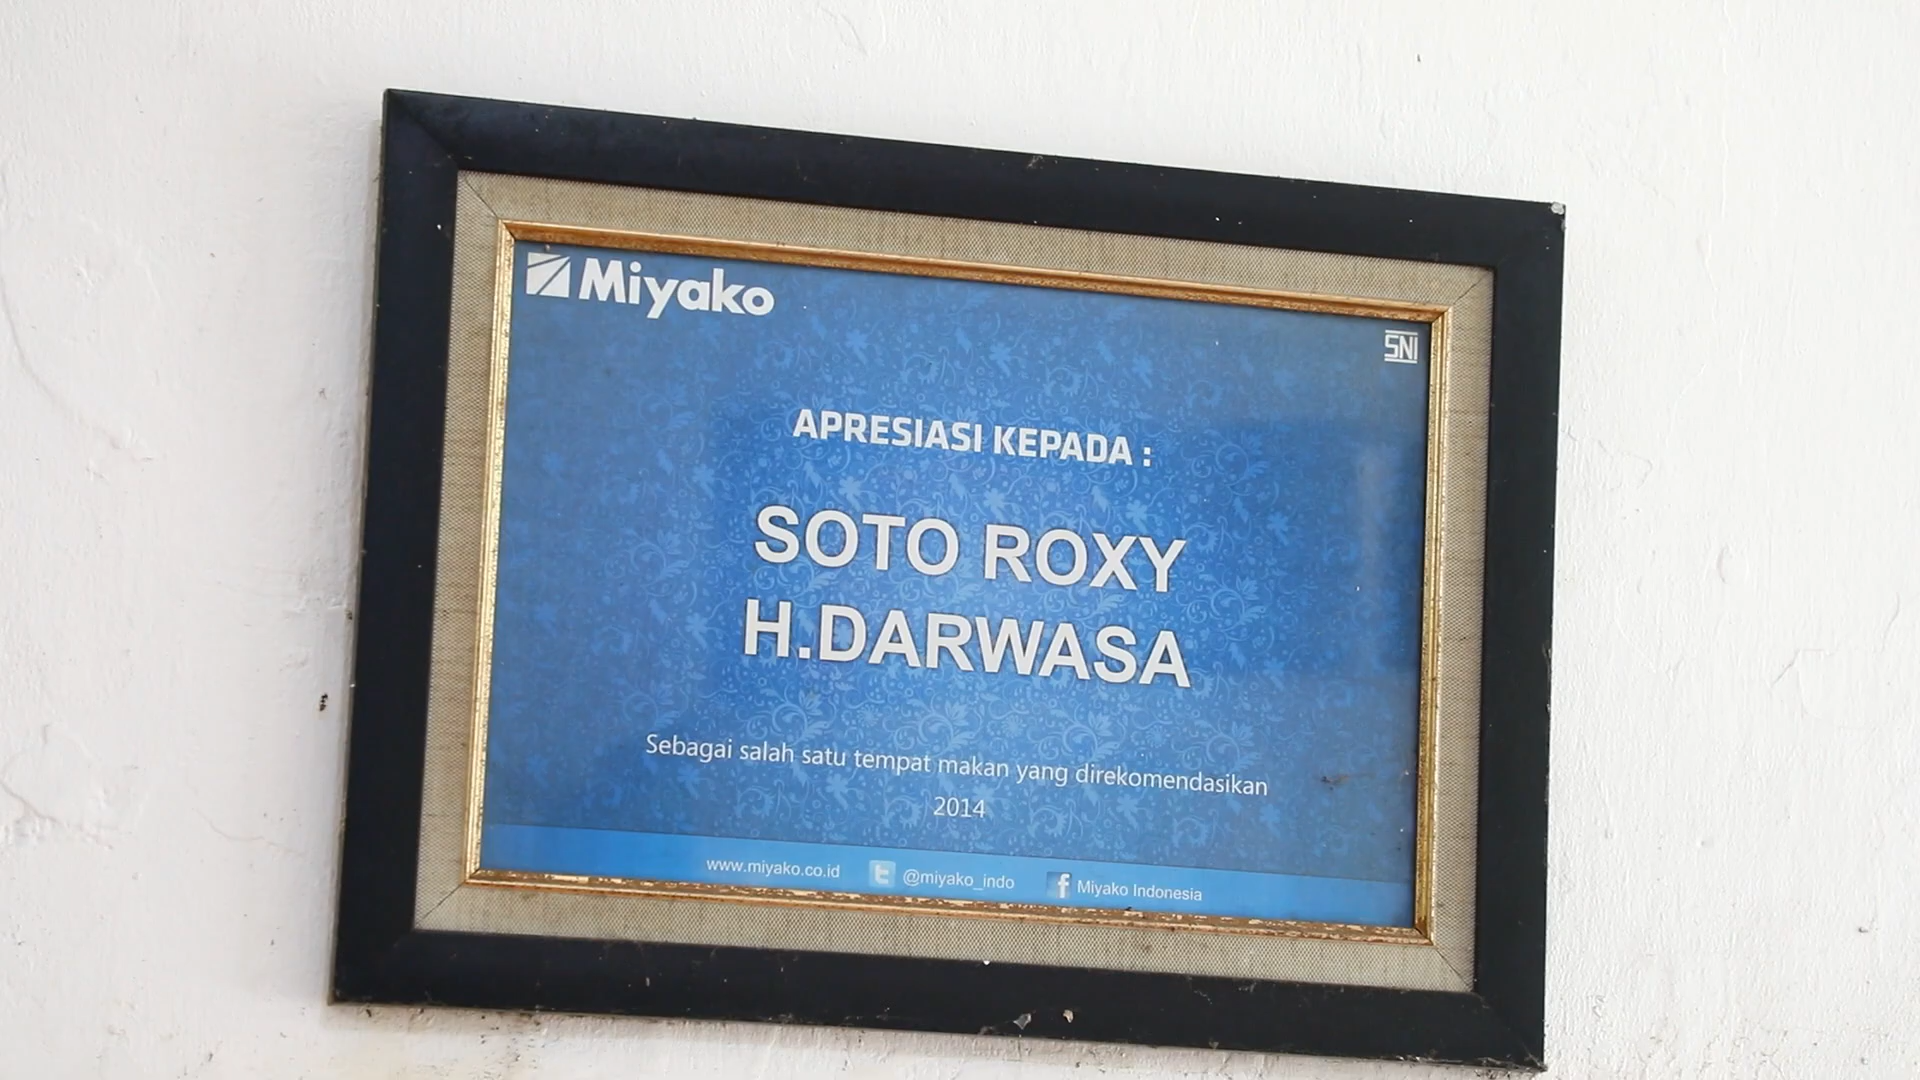 Miyako
SNI
APRESIASI KEPADA :
SOTO ROXY
H.DARWASA
Sebagai salah satu tempat makan yang direkomendasikan
2014
www.miyako.co.id @miyako_indo Miyako Indonesia